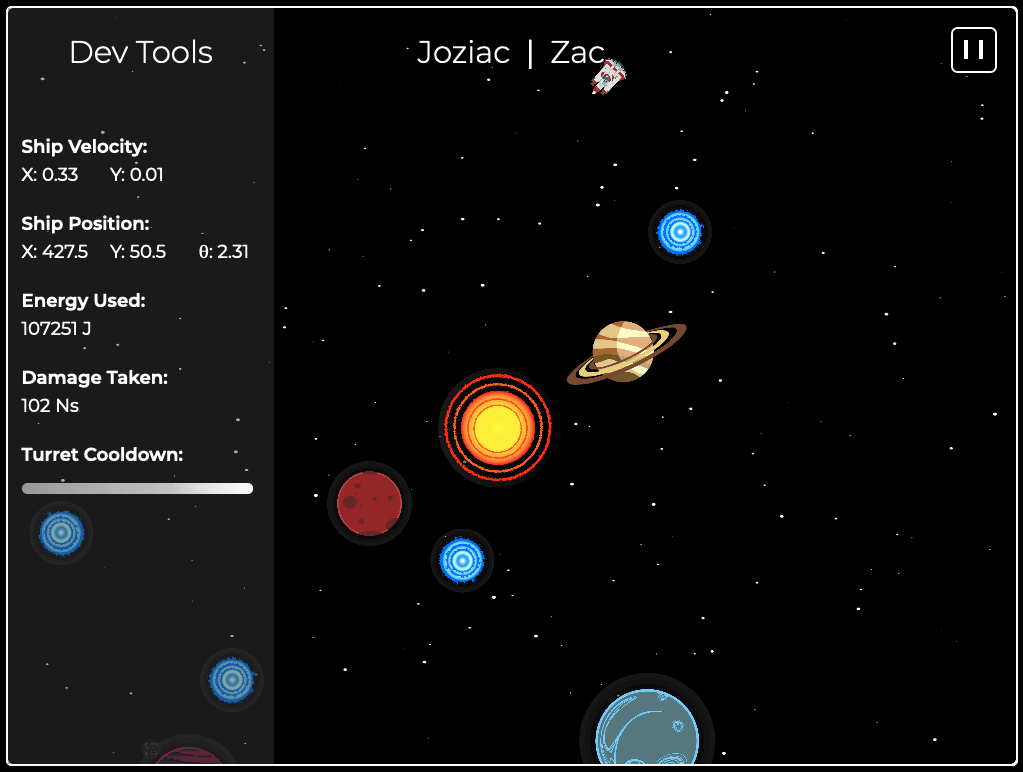 Dev Tools
Joziac | Zac
Ship Velocity:
X: 0.33 Y: 0.01
Ship Position:
X: 427.5 Y: 50.5 θ: 2.31
Energy Used:
107251 J
Damage Taken:
102 Ns
Turret Cooldown: